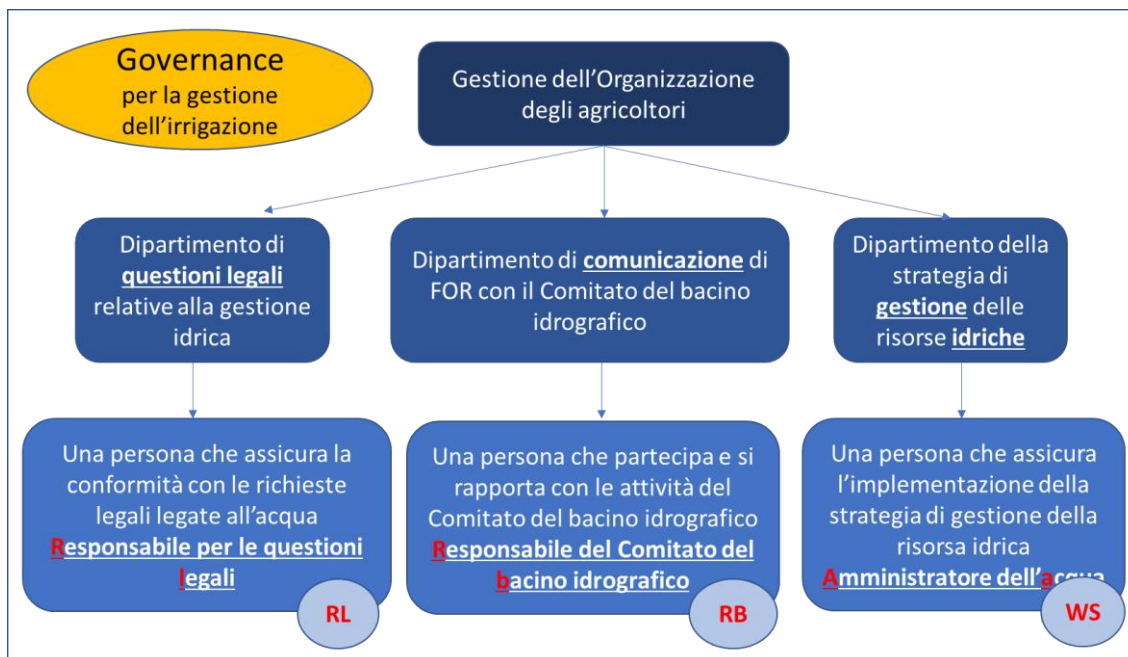 Governance
per la gestione
dell'irrigazione
Gestione dell'Organizzazione
degli agricoltori
Dipartimento di
questioni legali
relative alla gestione
idrica
Dipartimento di comunicazione di
FOR con il Comitato del bacino
idrografico
Dipartimento della
strategia di
gestione delle
risorse idriche
Una persona che assicura la
conformità con le richieste
legali legate all'acqua
Responsabile per le questioni
legali
RL
Una persona che partecipa e si
rapporta con le attività del
Comitato del bacino idrografico
Responsabile del Comitato del
bacino idrografico
RB
Una persona che assicura
l'implementazione della
strategia di gestione della
risorsa idrica
Amministratore dell'acqua
WS